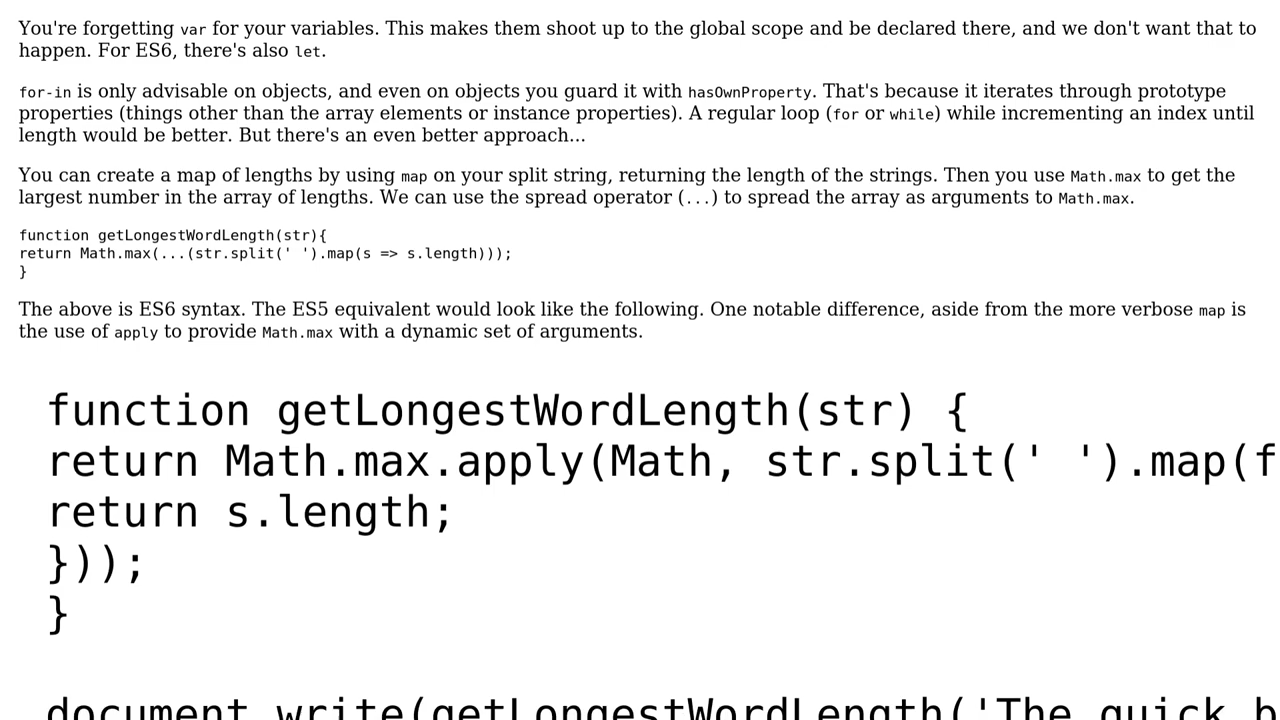 You're forgetting var for your variables. This makes them shoot up to the global scope and be declared there, and we don't want that to
happen. For ES6, there's also let.
for-in is only advisable on objects, and even on objects you guard it with hasOwnProperty. That's because it iterates through prototype
properties (things other than the array elements or instance properties). A regular loop (for or while) while incrementing an index until
length would be better. But there's an even better approach...
You can create a map of lengths by using map on your split string, returning the length of the strings. Then you use Math.max to get the
largest number in the array of lengths. We can use the spread operator (...) to spread the array as arguments to Math.max.
function getLongestWordLength(str){
return Math.max(...(str.split(' ').map(s => s.length)));
}
The above is ES6 syntax. The ES5 equivalent would look like the following. One notable difference, aside from the more verbose map is
the use of apply to provide Math.max with a dynamic set of arguments.
function getLongestWordLength(str) {
return Math.max.apply(Math, str.split(' ').map(f
return s.length;
}));
}
document.write(getLongestWordLength('The quick b